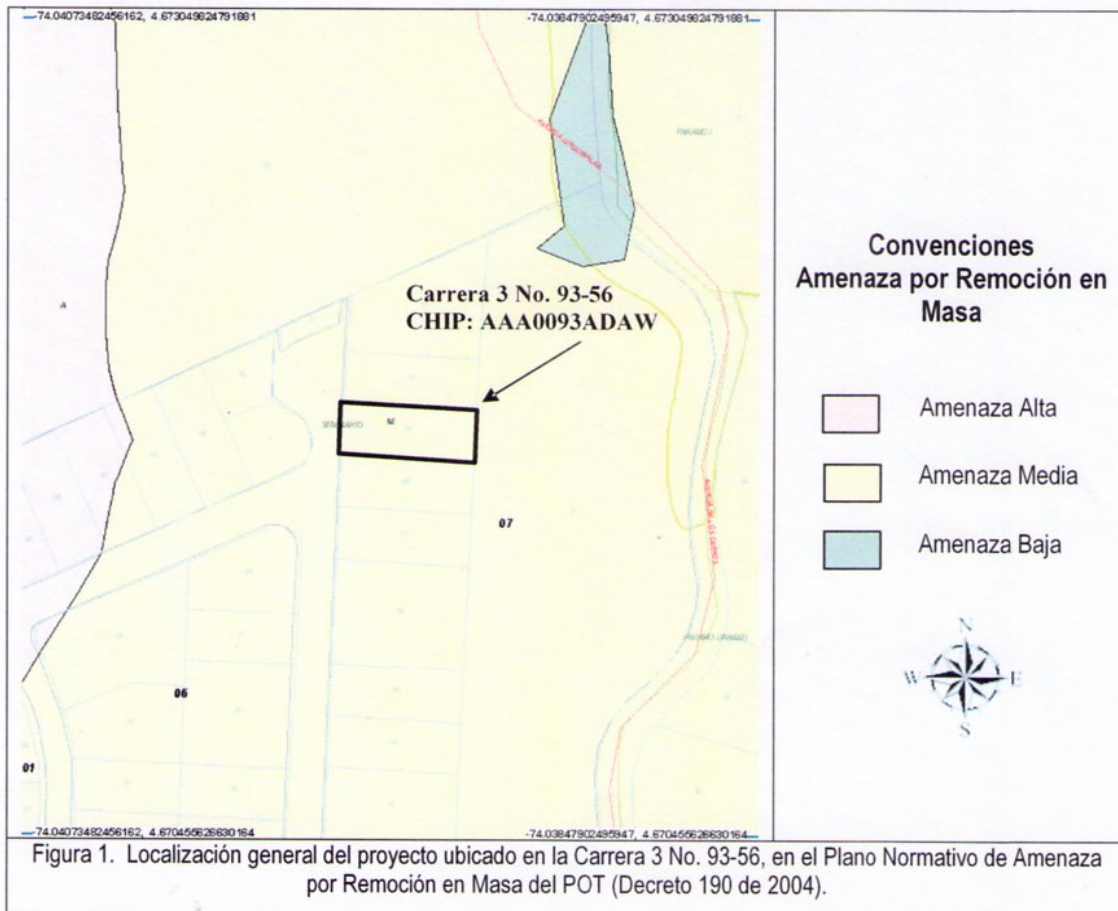 -74.04073482456162, 4.673049824791881
-74.03847902495947, 4.673049824791881
Carrera 3 No. 93-56
CHIP: AAA0093ADAW
A
M
07
06
01
-74.04073482456162, 4.670455626630164
-74.03847902495947, 4.670455626630164
Convenciones
Amenaza por Remoción en
Masa
Amenaza Alta
Amenaza Media
Amenaza Baja
N
W
E
S
Figura 1. Localización general del proyecto ubicado en la Carrera 3 No. 93-56, en el Plano Normativo de Amenaza
por Remoción en Masa del POT (Decreto 190 de 2004).